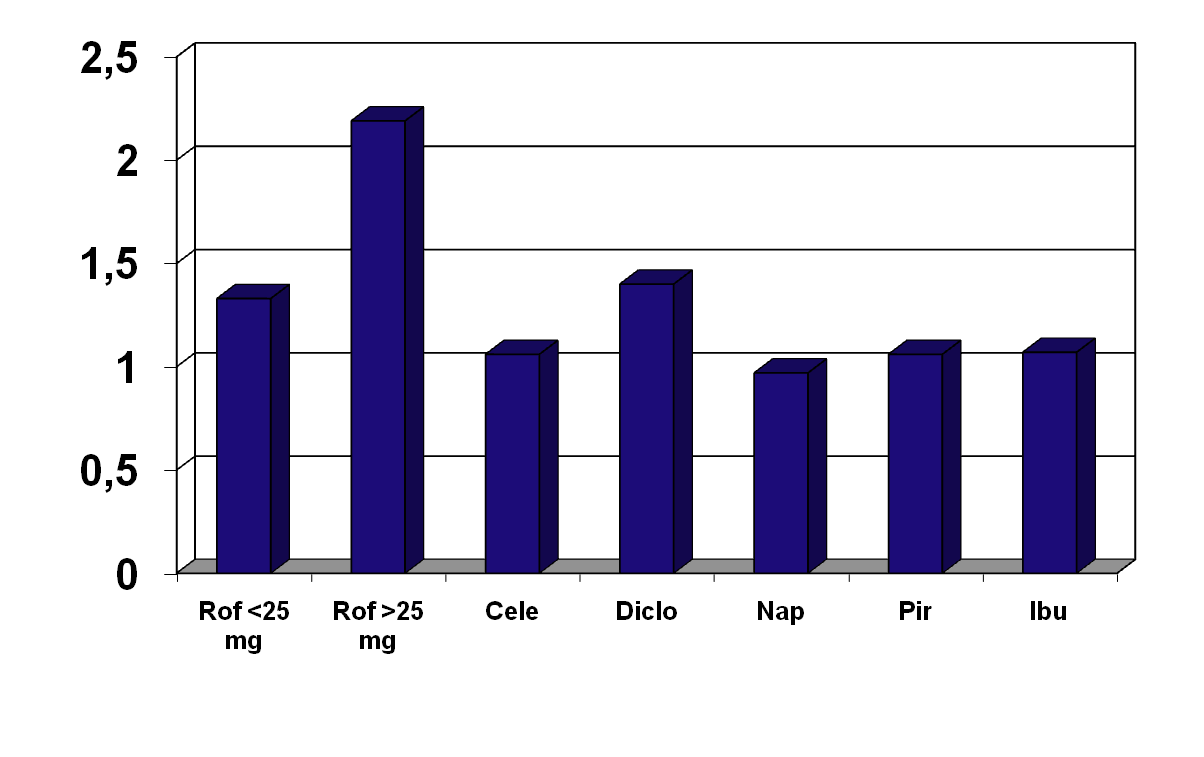 2,5
2
1,5
1
0,5
0
Rof <25 mg
Rof >25 mg
Cele
Diclo
Nap
Pir
Ibu